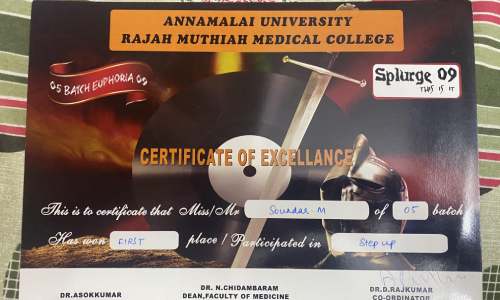 ANNAMALAI UNIVERSITY
RAJAH MUTHIAH MEDICAL COLLEGE
05 BATCH EUPHORIA 09
Splurge 09
THIS IS IT
CERTIFICATE OF EXCELLANCE
This is to certificate that Miss/Mr Soundar M of 05 batch
Has won FIRST place / Participated in Step up
DR.ASOKKUMAR
DR. N.CHIDAMBARAM
DEAN,FACULTY OF MEDICINE
DR.D.RAJKUMAR
CO-ORDINATOR